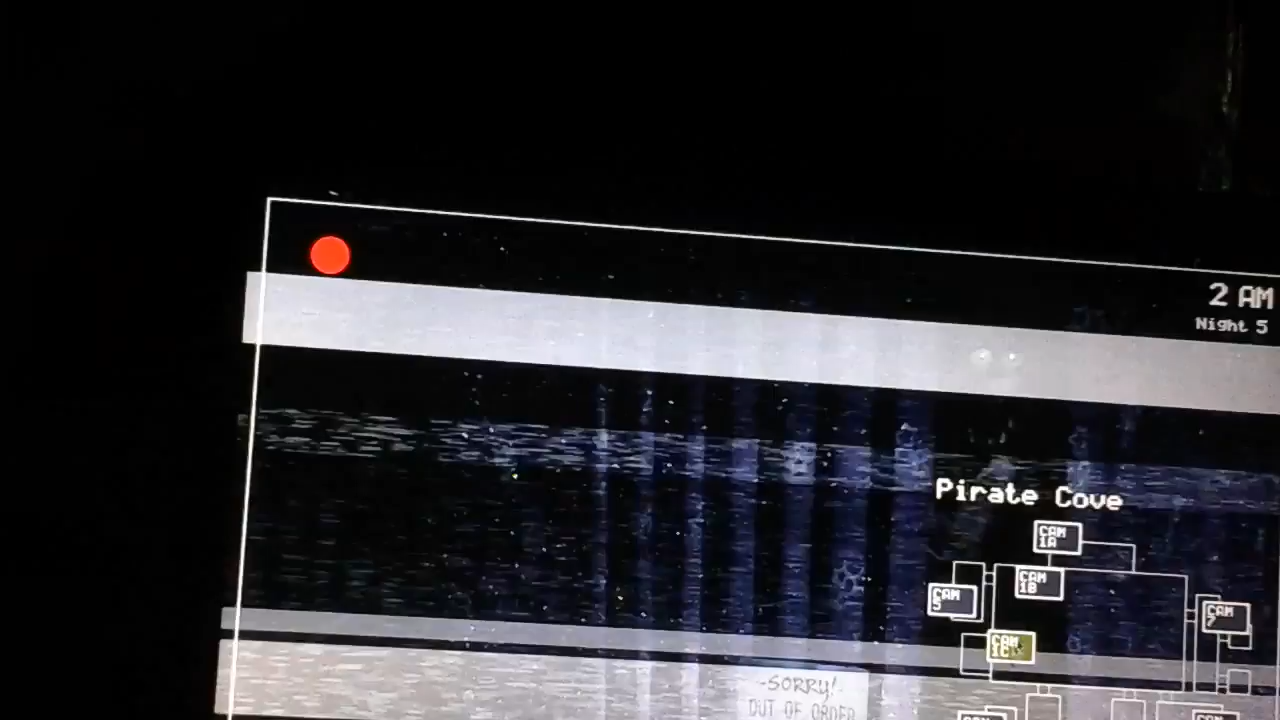 2 AM
Night 5
Pirate Cove
CAM
1A
CAM
1B
CAM
5
CAM
7
CAM
1C
-SORRY!-
OUT OF ORDER